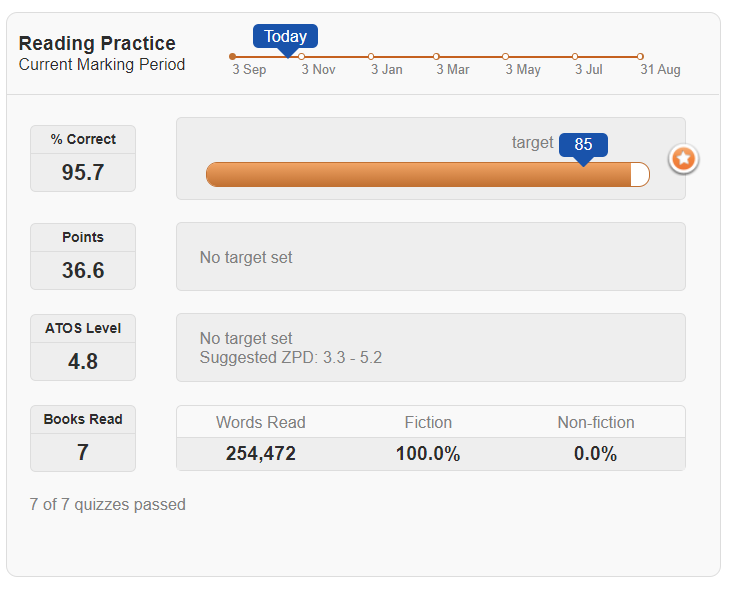 Reading Practice
Current Marking Period
Today
3 Sep 3 Nov 3 Jan 3 Mar 3 May 3 Jul 31 Aug
% Correct
95.7
target 85
Points
36.6
No target set
ATOS Level
4.8
No target set
Suggested ZPD: 3.3 - 5.2
Books Read
7
Words Read Fiction Non-fiction
254,472 100.0% 0.0%
7 of 7 quizzes passed